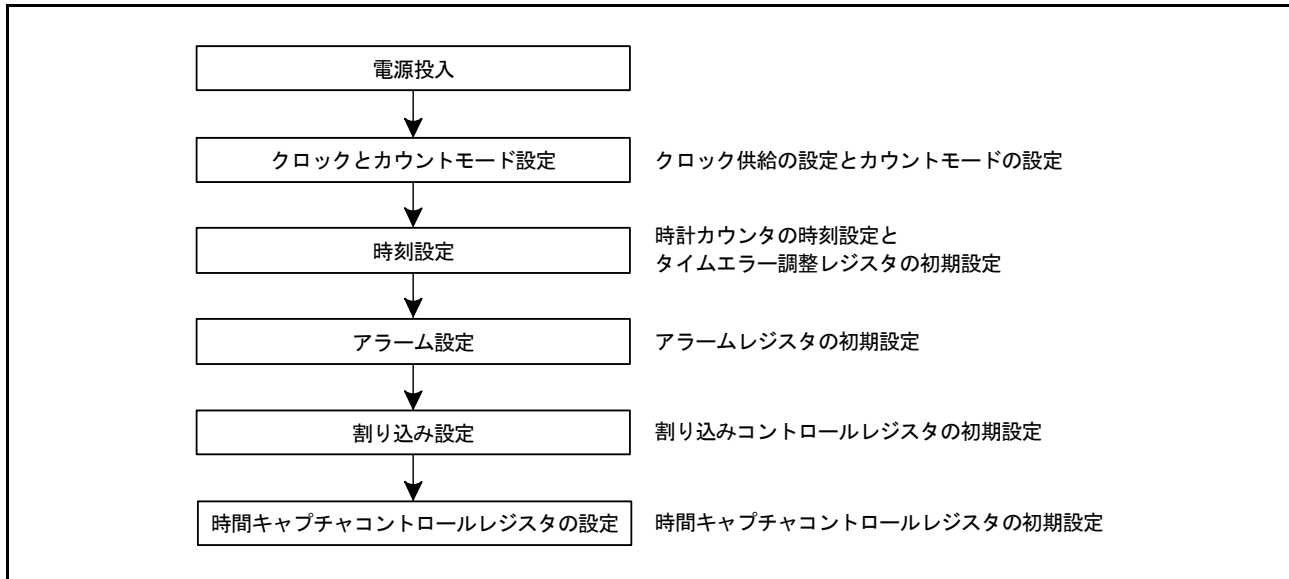 電源投入
クロックとカウントモード設定
クロック供給の設定とカウントモードの設定
時刻設定
時計カウンタの時刻設定と
タイムエラー調整レジスタの初期設定
アラーム設定
アラームレジスタの初期設定
割り込み設定
割り込みコントロールレジスタの初期設定
時間キャプチャコントロールレジスタの設定
時間キャプチャコントロールレジスタの初期設定